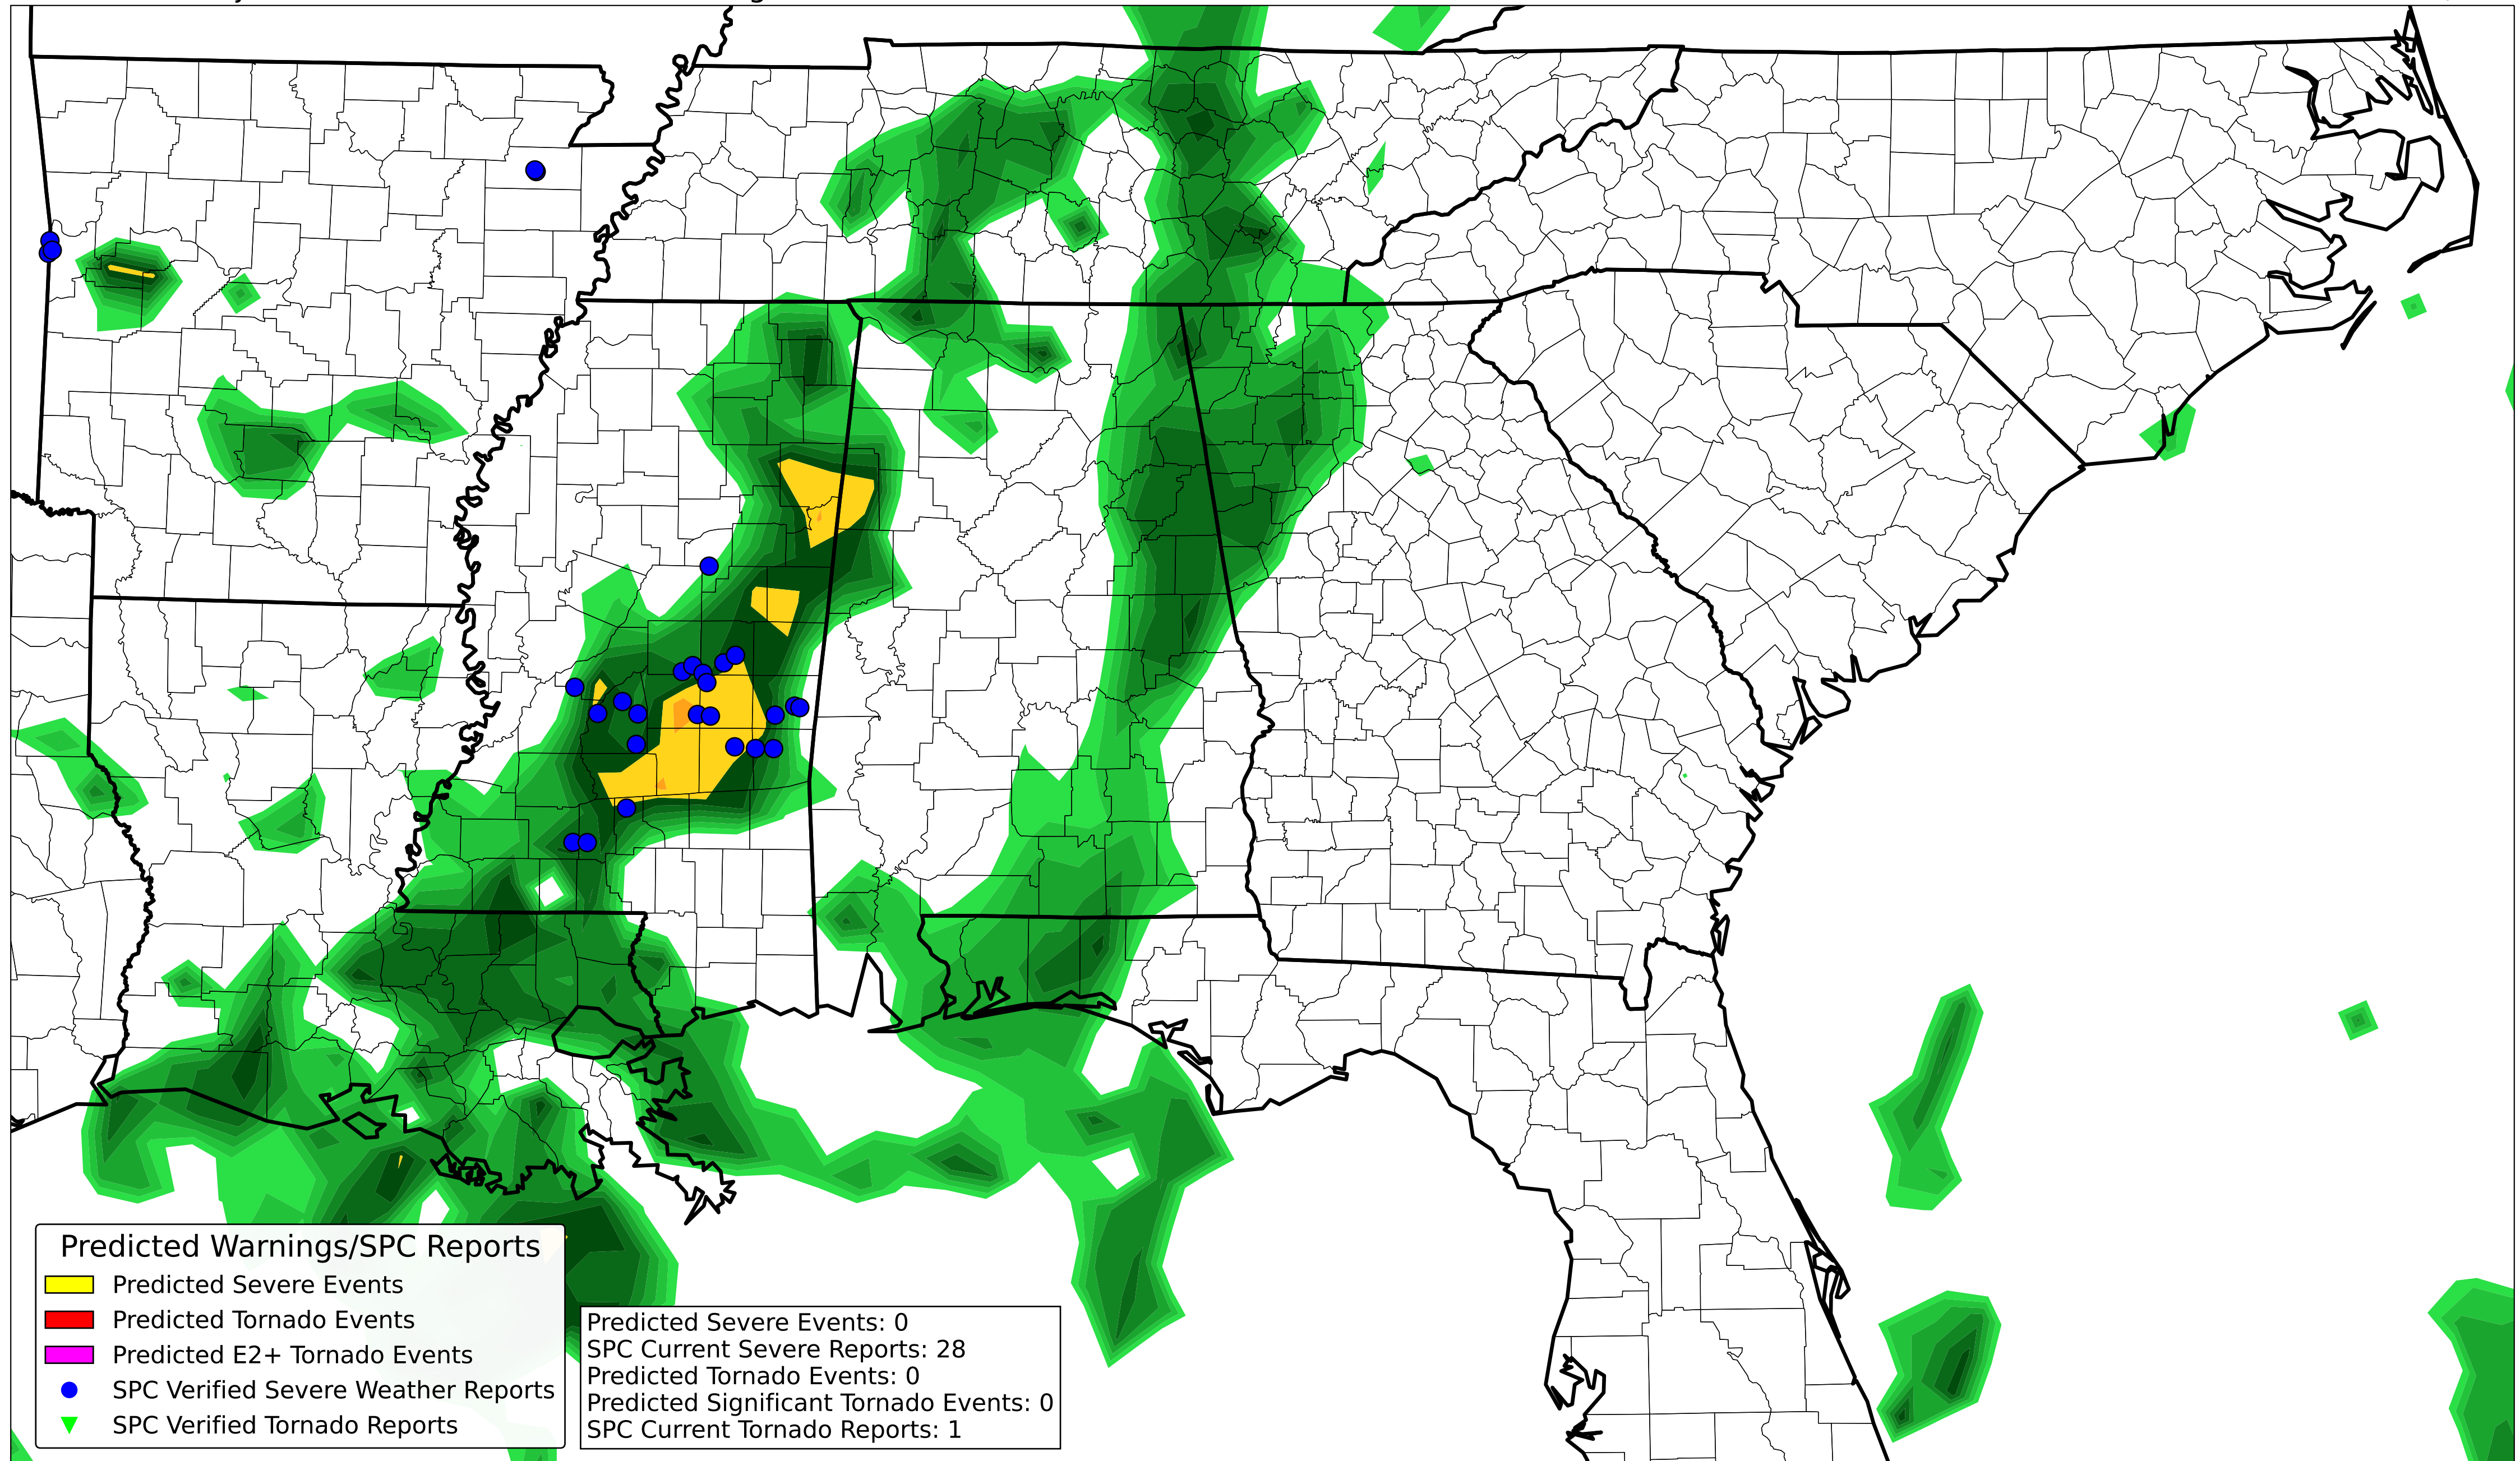 Predicted Warnings/SPC Reports
Predicted Severe Events
Predicted Tornado Events
Predicted E2+ Tornado Events
SPC Verified Severe Weather Reports
SPC Verified Tornado Reports
Predicted Severe Events: 0
SPC Current Severe Reports: 28
Predicted Tornado Events: 0
Predicted Significant Tornado Events: 0
SPC Current Tornado Reports: 1